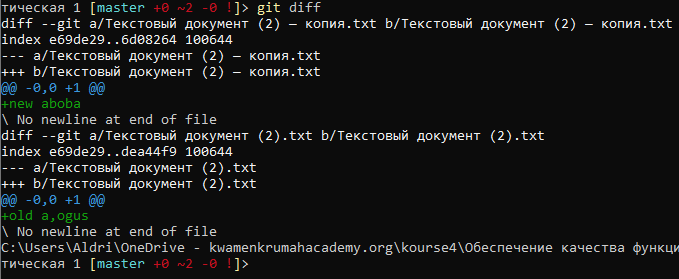 тическая 1 [master +0 ~2 -0 !]> git diff
diff --git a/Текстовый документ (2) — копия.txt b/Текстовый документ (2) — копия.txt
index e69de29..6d08264 100644
--- a/Текстовый документ (2) — копия.txt
+++ b/Текстовый документ (2) — копия.txt
@@ -0,0 +1 @@
+new aboba
\ No newline at end of file
diff --git a/Текстовый документ (2).txt b/Текстовый документ (2).txt
index e69de29..dea44f9 100644
--- a/Текстовый документ (2).txt
+++ b/Текстовый документ (2).txt
@@ -0,0 +1 @@
+old a,ogus
\ No newline at end of file
C:\Users\Aldri\OneDrive - kwamenkrumahacademy.org\kourse4\Обеспечение качества функци
тическая 1 [master +0 ~2 -0 !]>